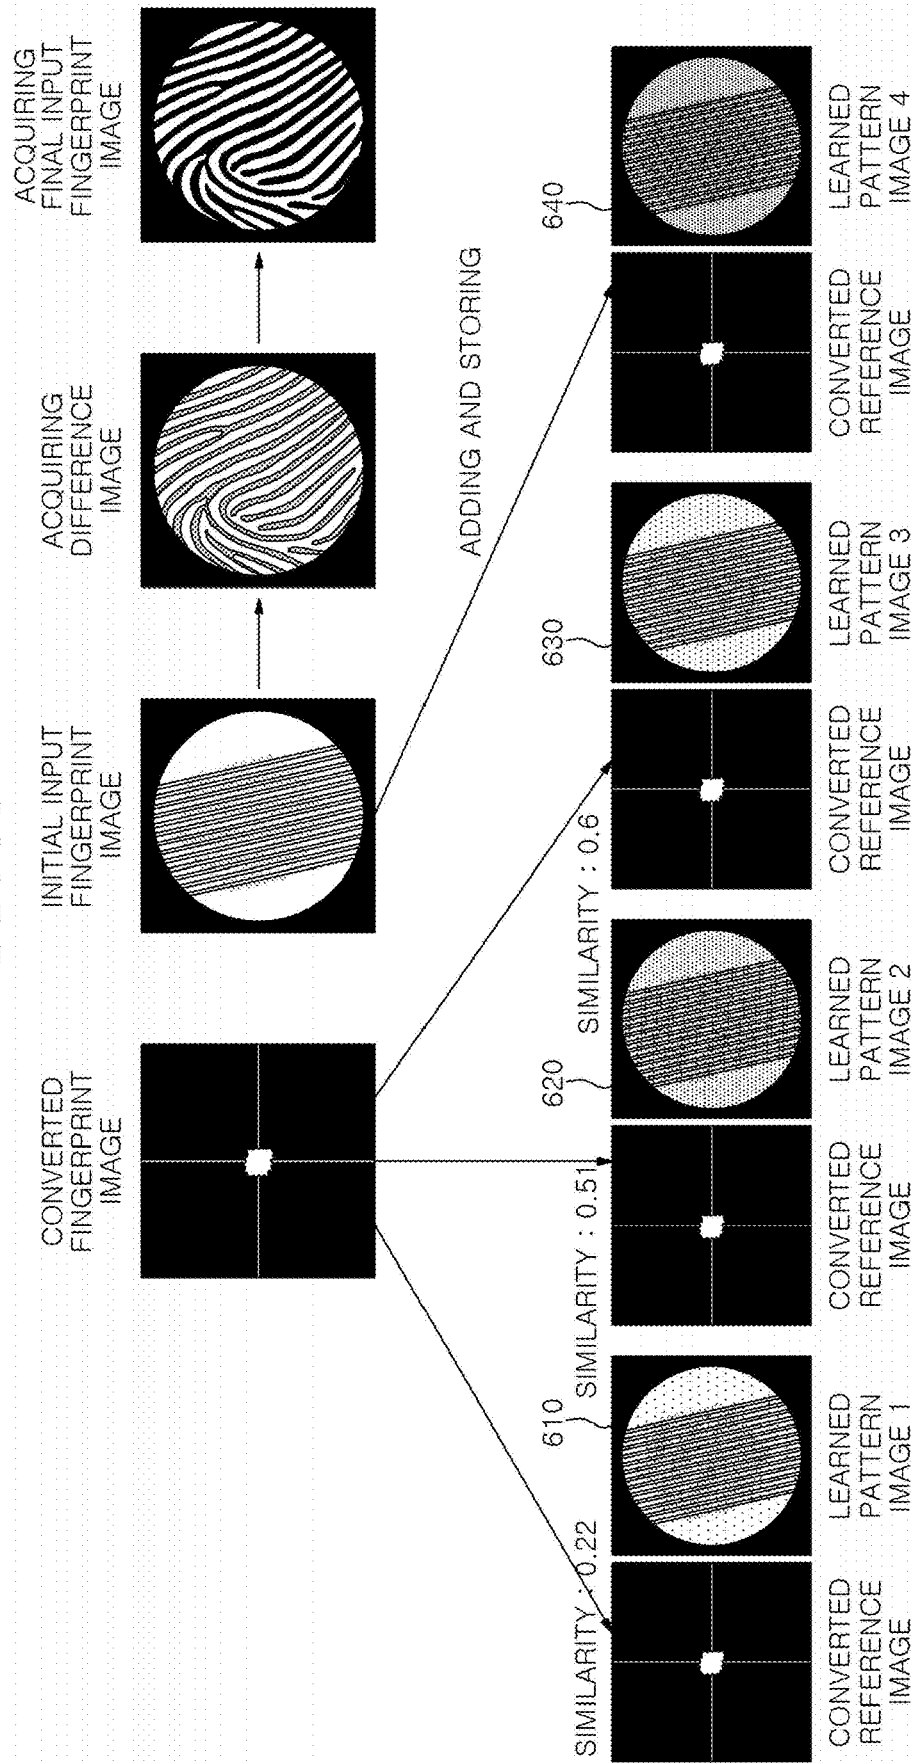 CONVERTED
FINGERPRINT
IMAGE
INITIAL INPUT
FINGERPRINT
IMAGE
ACQUIRING
DIFFERENCE
IMAGE
ACQUIRING
FINAL INPUT
FINGERPRINT
IMAGE
ADDING AND STORING
SIMILARITY : 0.22
SIMILARITY : 0.51
SIMILARITY : 0.6
610
620
630
640
CONVERTED
REFERENCE
IMAGE
LEARNED
PATTERN
IMAGE 1
CONVERTED
REFERENCE
IMAGE
LEARNED
PATTERN
IMAGE 2
CONVERTED
REFERENCE
IMAGE
LEARNED
PATTERN
IMAGE 3
CONVERTED
REFERENCE
IMAGE
LEARNED
PATTERN
IMAGE 4